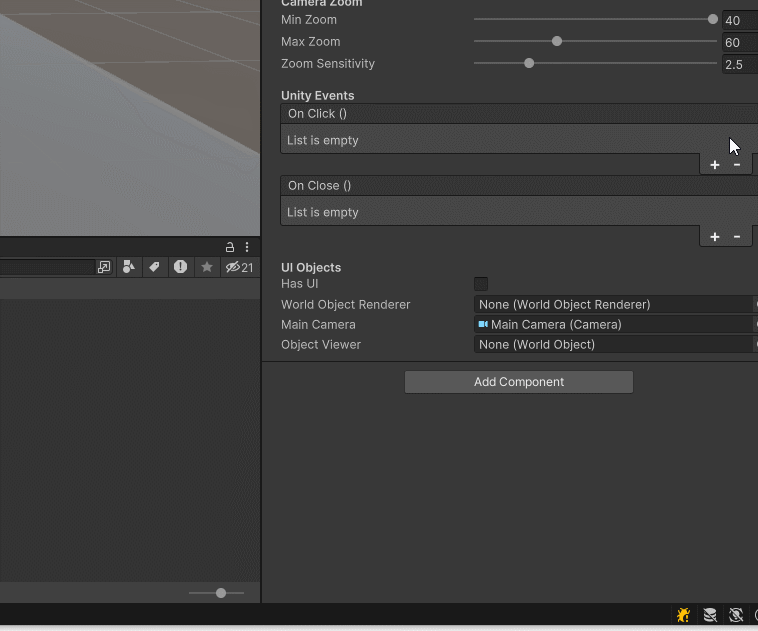 Camera Zoom
Min Zoom 40
Max Zoom 60
Zoom Sensitivity 2.5
Unity Events
On Click ()
List is empty
+ -
On Close ()
List is empty
+ -
21
UI Objects
Has UI
World Object Renderer None (World Object Renderer)
Main Camera Main Camera (Camera)
Object Viewer None (World Object)
Add Component